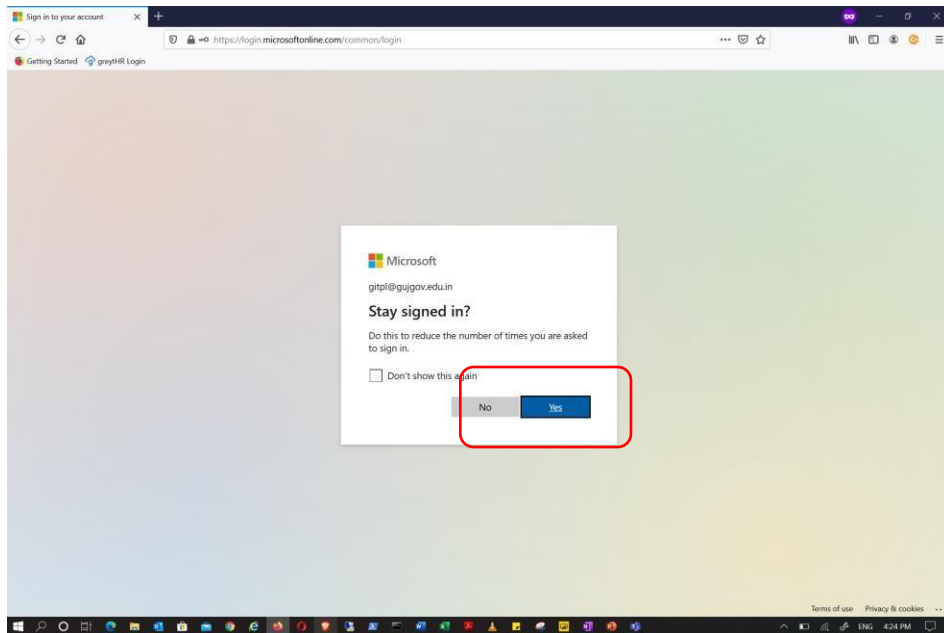 Sign in to your account
https://login.microsoftonline.com/common/login
Getting Started greytHR Login
Microsoft
gitpl@gujgov.edu.in
Stay signed in?
Do this to reduce the number of times you are asked
to sign in.
Don't show this again
No Yes
Terms of use Privacy & cookies
ENG 4:24 PM